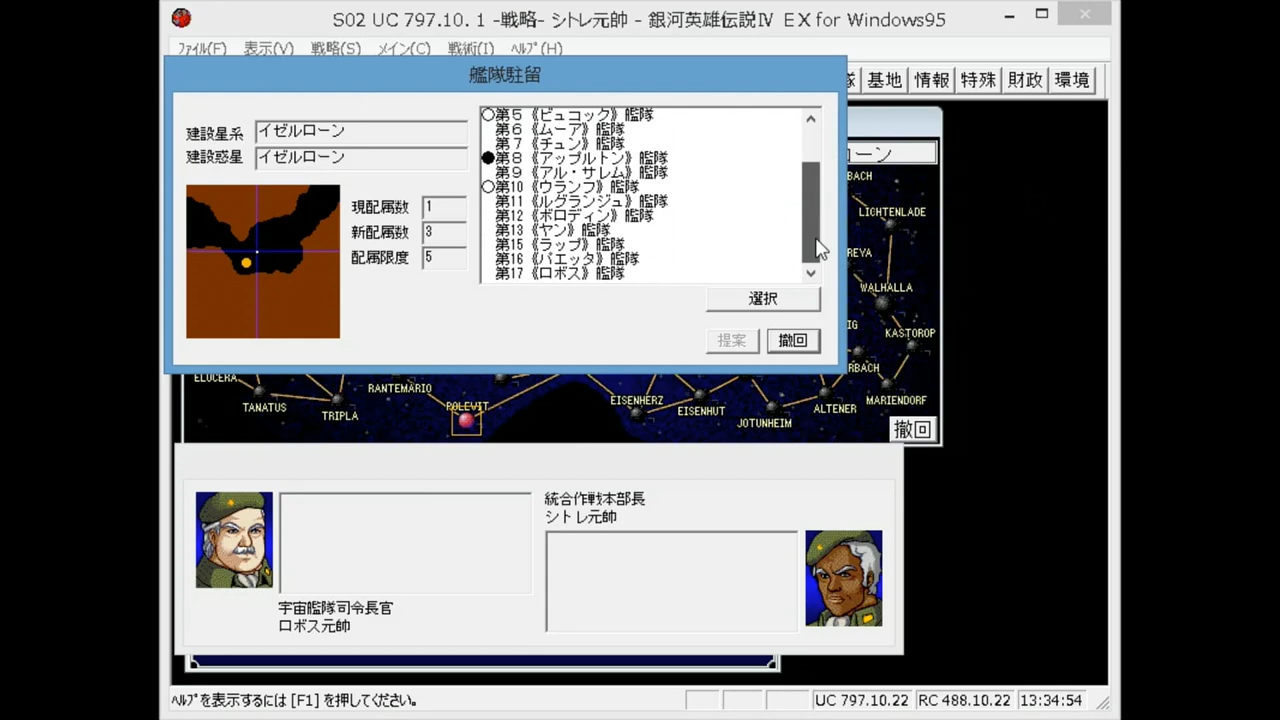 S02 UC 797.10. 1 -戦略- シトレ元帥 - 銀河英雄伝説Ⅳ EX for Windows95
ﾌｧｲﾙ(F) 表示(V) 戦略(S) メイン(C) 戦術(I) ﾍﾙﾌﾟ(H)
艦隊駐留
隊 基地 情報 特殊 財政 環境
建設星系 イゼルローン
建設惑星 イゼルローン
現配属数 1
新配属数 3
配属限度 5
○第5 《ビュコック》艦隊
第6 《ムーア》艦隊
第7 《チュン》艦隊
●第8 《アップルトン》艦隊
第9 《アル・サレム》艦隊
○第10 《ウランフ》艦隊
第11 《ルグランジュ》艦隊
第12 《ボロディン》艦隊
第13 《ヤン》艦隊
第15 《ラップ》艦隊
第16 《パエッタ》艦隊
第17 《ロボス》艦隊
選択
提案 撤回
ーン
BACH
LICHTENLADE
REYA
WALHALLA
IG
KASTOROP
RBACH
MARIENDORF
ELUCERA
TANATUS
TRIPLA
RANTEMARIO
POLEVIT
EISENHERZ
EISENHUT
JOTUNHEIM
ALTENER
撤回
統合作戦本部長
シトレ元帥
宇宙艦隊司令長官
ロボス元帥
ﾍﾙﾌﾟを表示するには [F1] を押してください。
UC 797.10.22 RC 488.10.22 13:34:54